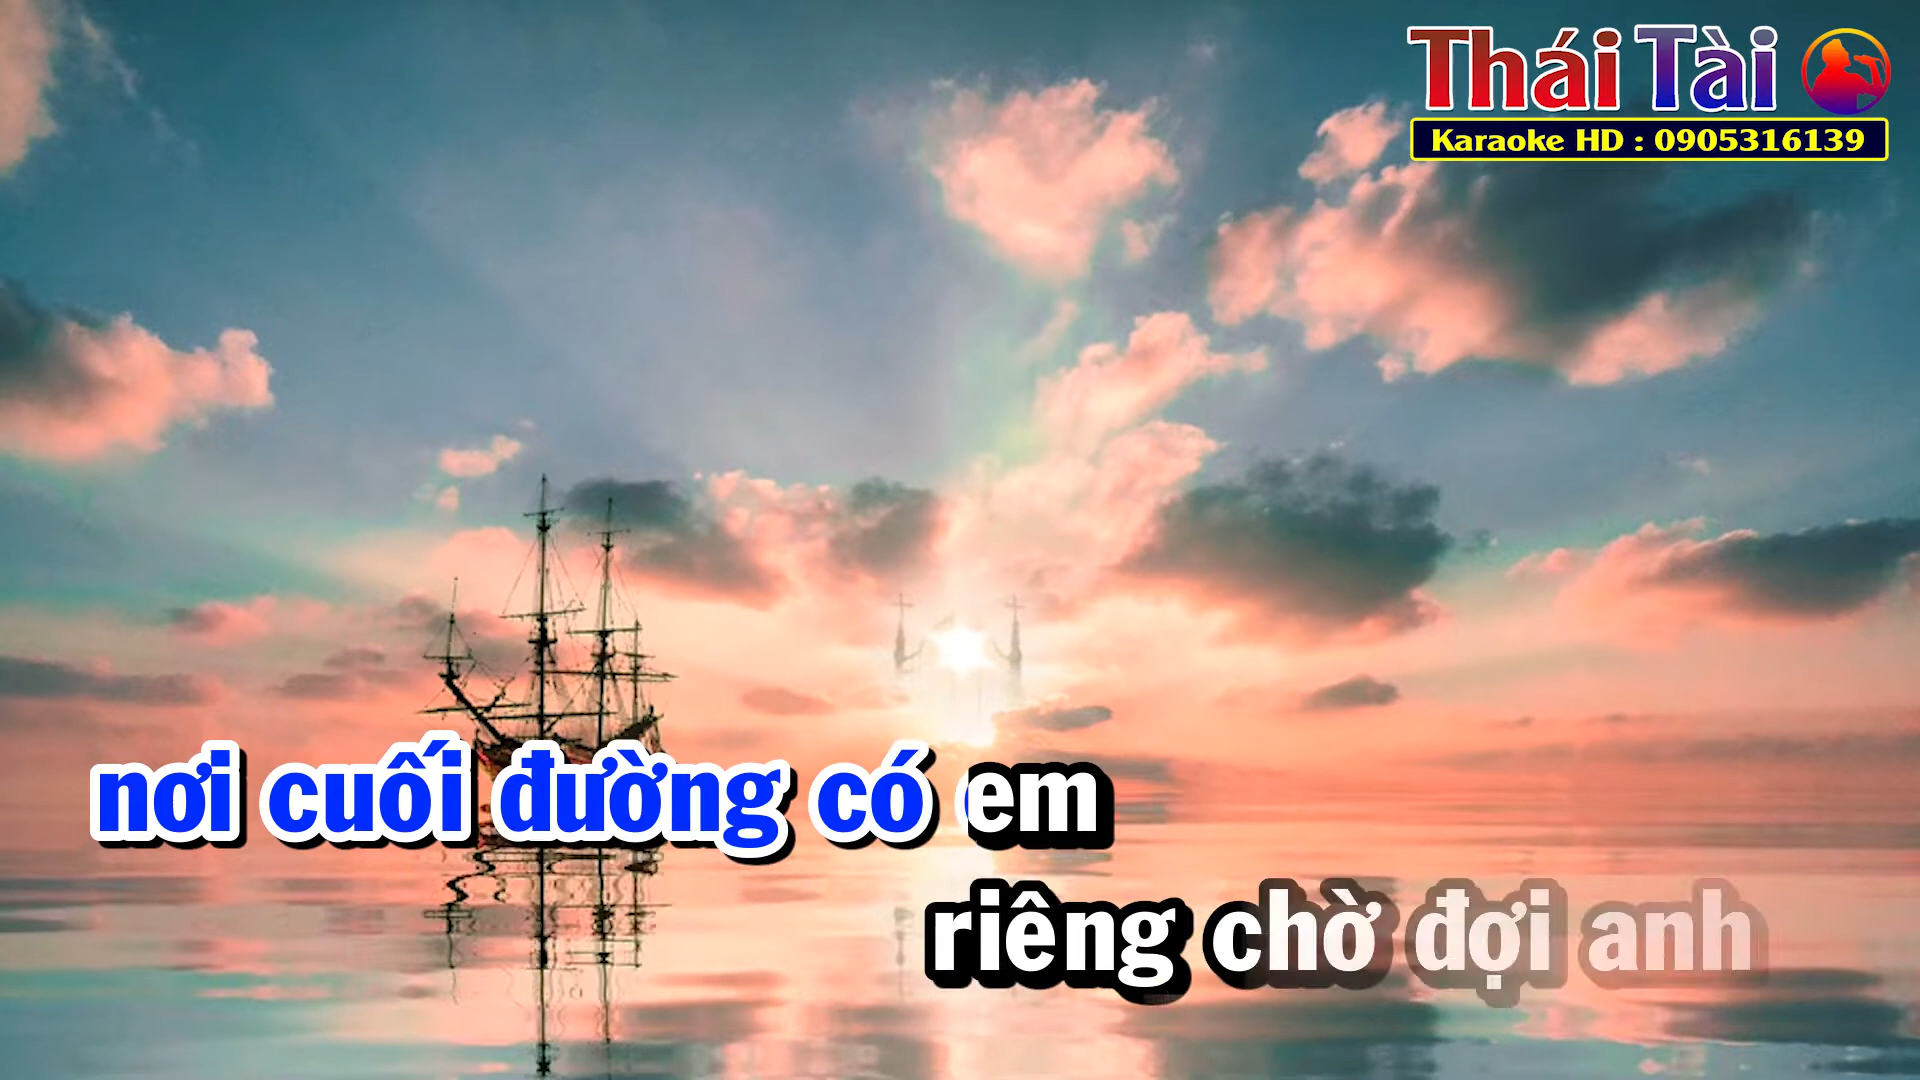 Thái Tài
Karaoke HD : 0905316139
nơi cuối đường có em
riêng chờ đợi anh